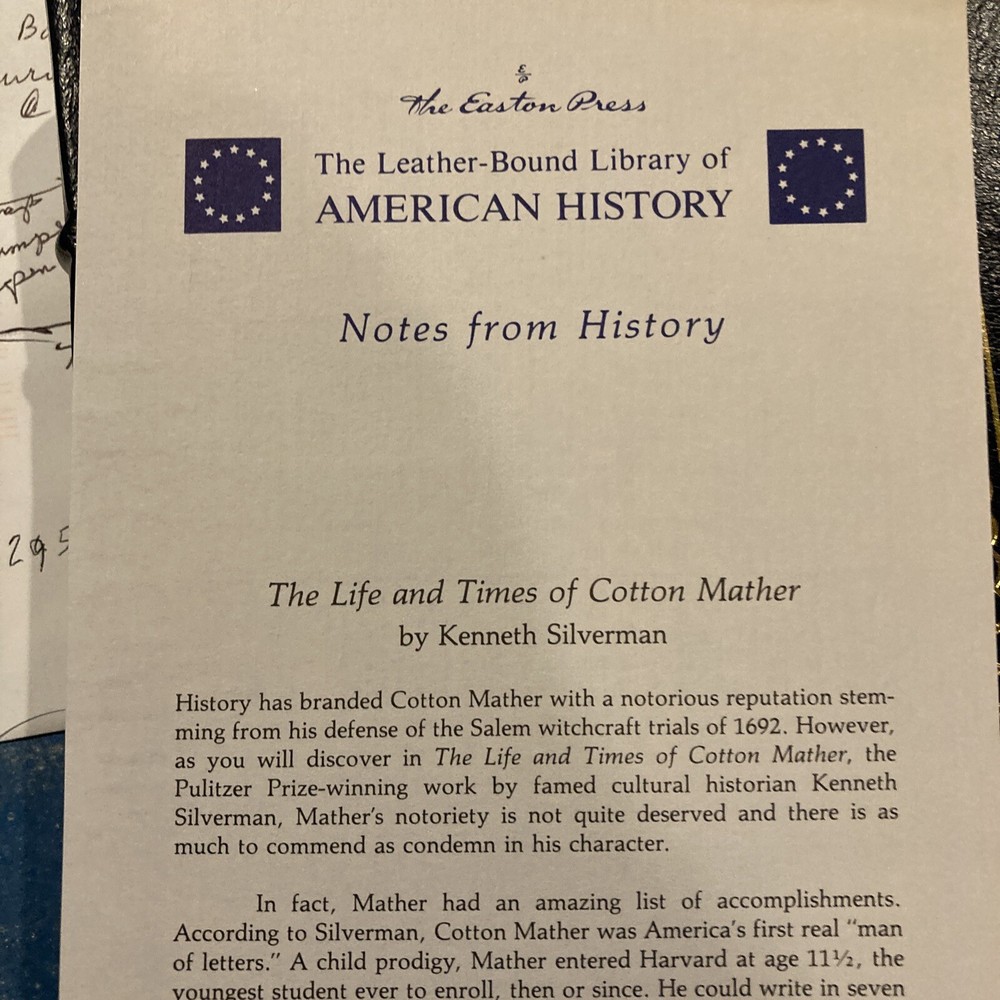 The Easton Press
The Leather-Bound Library of
AMERICAN HISTORY
Notes from History
The Life and Times of Cotton Mather
by Kenneth Silverman
History has branded Cotton Mather with a notorious reputation stem-
ming from his defense of the Salem witchcraft trials of 1692. However,
as you will discover in The Life and Times of Cotton Mather, the
Pulitzer Prize-winning work by famed cultural historian Kenneth
Silverman, Mather's notoriety is not quite deserved and there is as
much to commend as condemn in his character.
In fact, Mather had an amazing list of accomplishments.
According to Silverman, Cotton Mather was America's first real "man
of letters." A child prodigy, Mather entered Harvard at age 11½, the
youngest student ever to enroll, then or since. He could write in seven